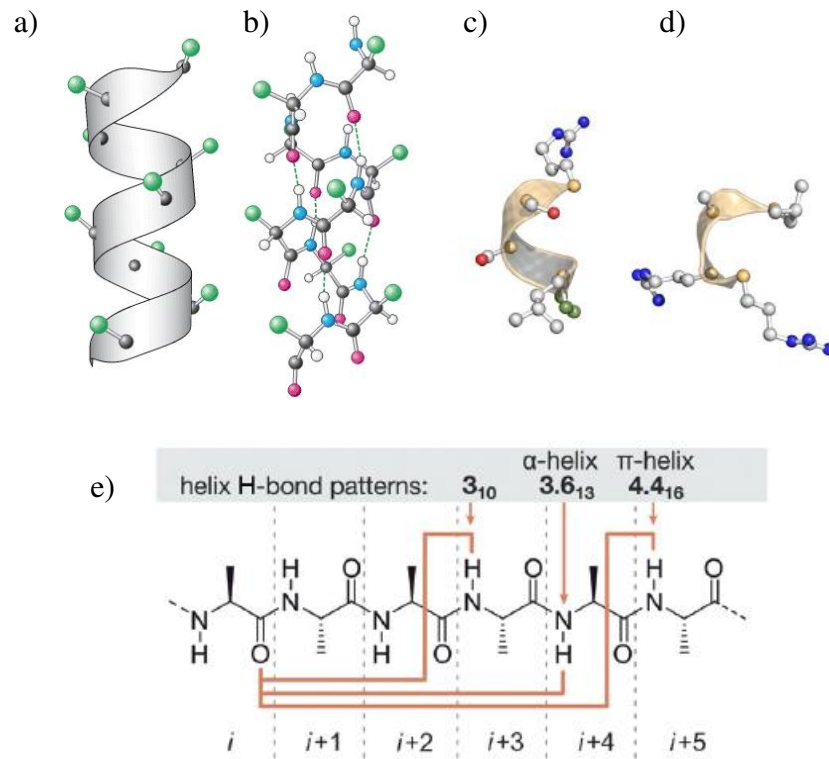 a) b) c) d)
e)
α-helix π-helix
helix H-bond patterns: 3₁₀ 3.6₁₃ 4.4₁₆
H O H O
N N N
N N N
H O H O H O
i i+1 i+2 i+3 i+4 i+5